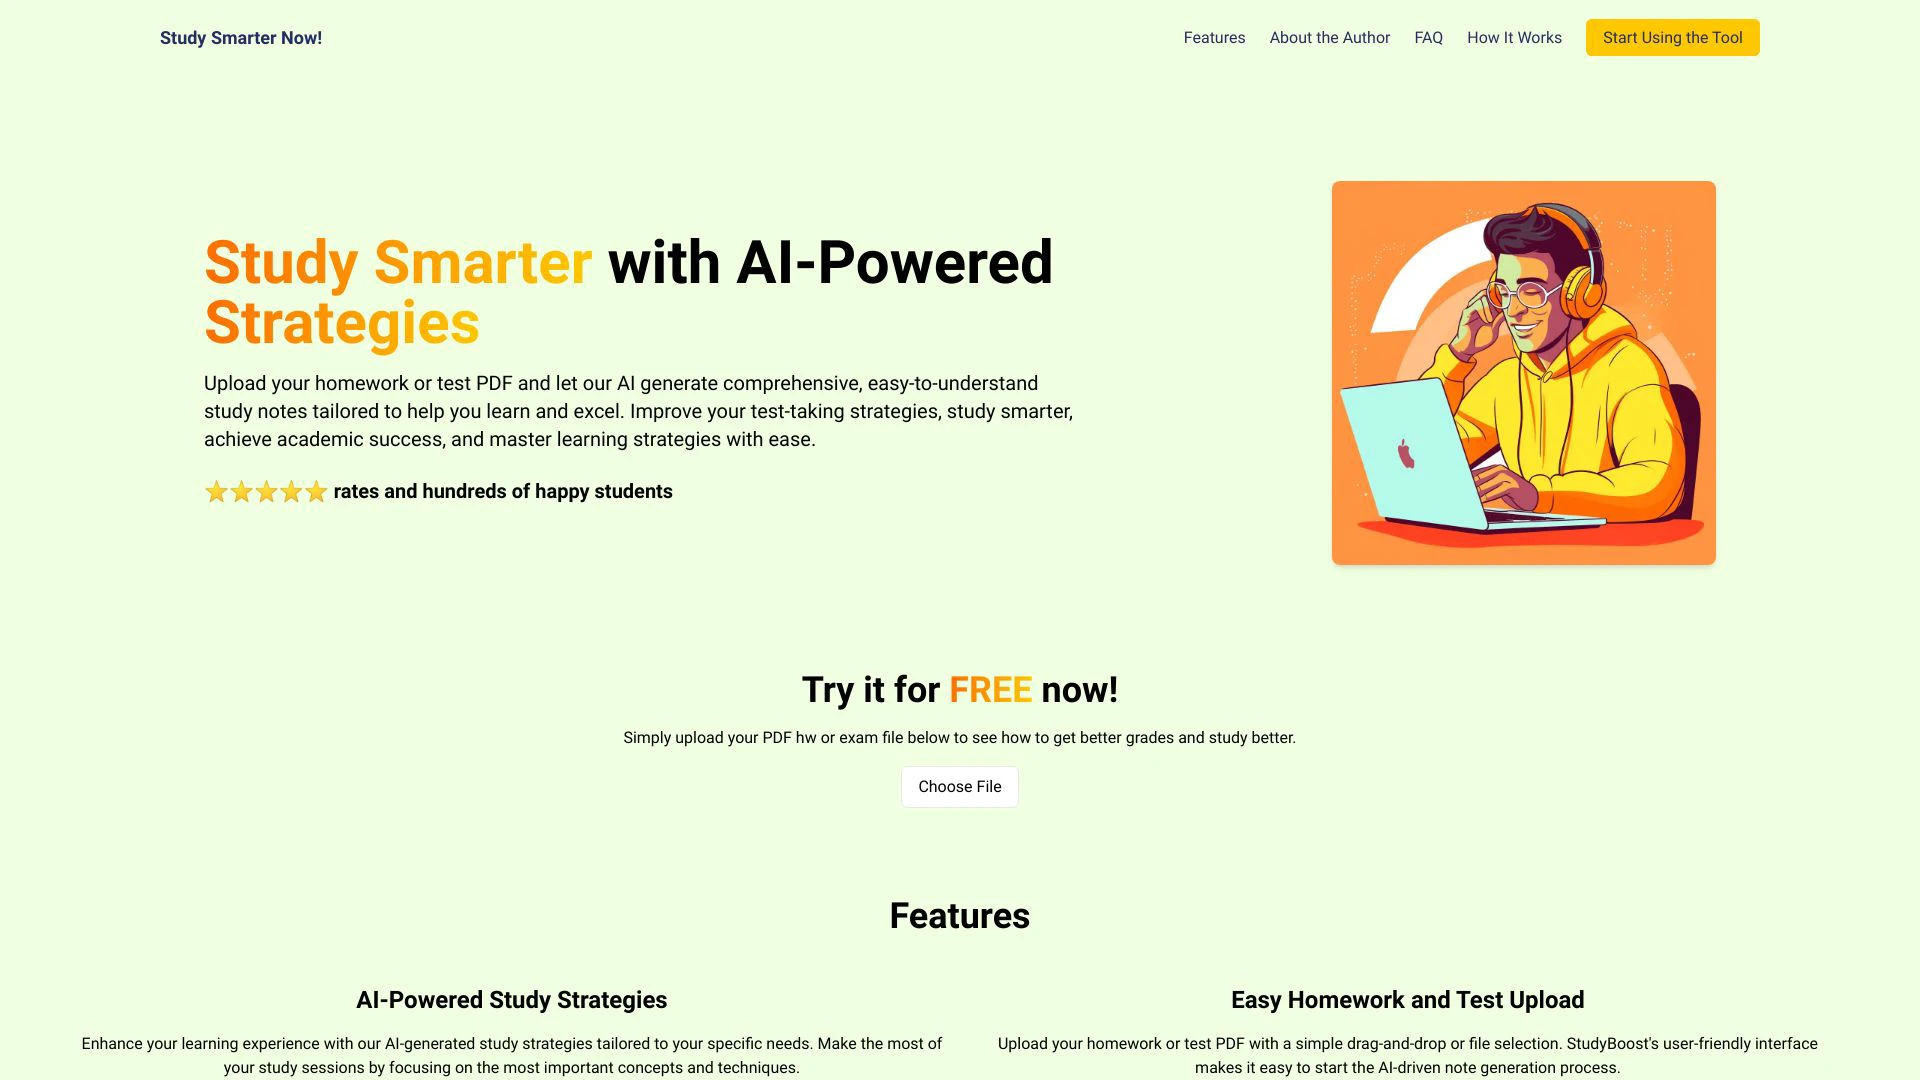 Study Smarter Now!
Features
About the Author
FAQ
How It Works
Start Using the Tool
Study Smarter with AI-Powered
Strategies
Upload your homework or test PDF and let our AI generate comprehensive, easy-to-understand
study notes tailored to help you learn and excel. Improve your test-taking strategies, study smarter,
achieve academic success, and master learning strategies with ease.
⭐⭐⭐⭐⭐ rates and hundreds of happy students
Try it for FREE now!
Simply upload your PDF hw or exam file below to see how to get better grades and study better.
Choose File
Features
AI-Powered Study Strategies
Enhance your learning experience with our AI-generated study strategies tailored to your specific needs. Make the most of
your study sessions by focusing on the most important concepts and techniques.
Easy Homework and Test Upload
Upload your homework or test PDF with a simple drag-and-drop or file selection. StudyBoost's user-friendly interface
makes it easy to start the AI-driven note generation process.